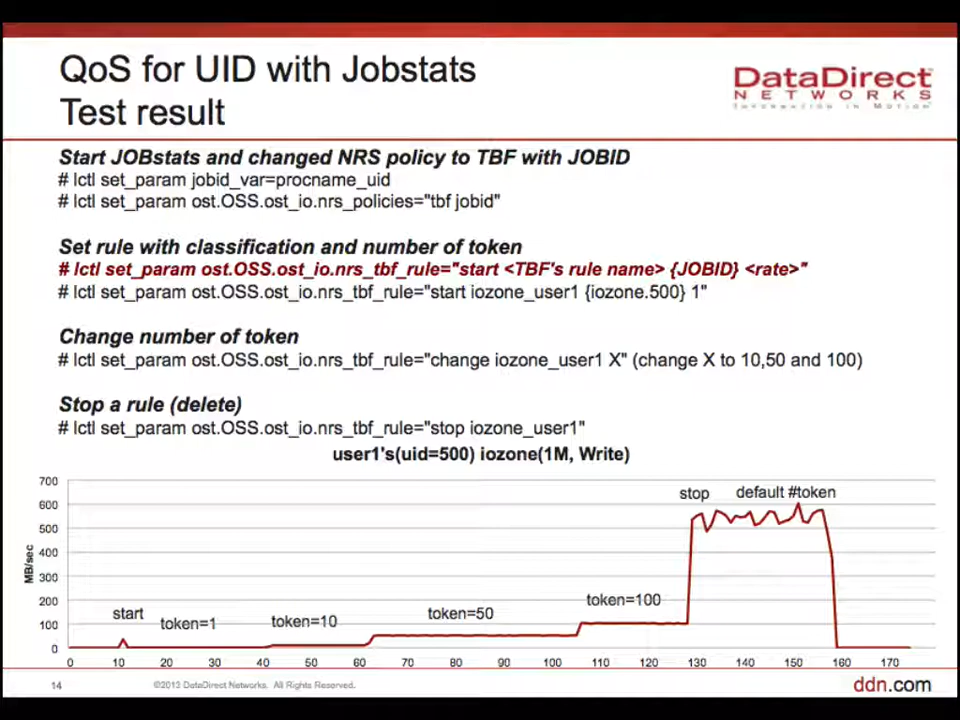 QoS for UID with Jobstats
Test result
DataDirect
NETWORKS
INFORMATION IN MOTION
Start JOBstats and changed NRS policy to TBF with JOBID
# lctl set_param jobid_var=procname_uid
# lctl set_param ost.OSS.ost_io.nrs_policies="tbf jobid"
Set rule with classification and number of token
# lctl set_param ost.OSS.ost_io.nrs_tbf_rule="start <TBF's rule name> {JOBID} <rate>"
# lctl set_param ost.OSS.ost_io.nrs_tbf_rule="start iozone_user1 {iozone.500} 1"
Change number of token
# lctl set_param ost.OSS.ost_io.nrs_tbf_rule="change iozone_user1 X" (change X to 10,50 and 100)
Stop a rule (delete)
# lctl set_param ost.OSS.ost_io.nrs_tbf_rule="stop iozone_user1"
user1's(uid=500) iozone(1M, Write)
700
600
500
400
300
200
100
0
MB/sec
start
token=1
token=10
token=50
token=100
stop
default #token
0 10 20 30 40 50 60 70 80 90 100 110 120 130 140 150 160 170
14
©2013 DataDirect Networks. All Rights Reserved.
ddn.com